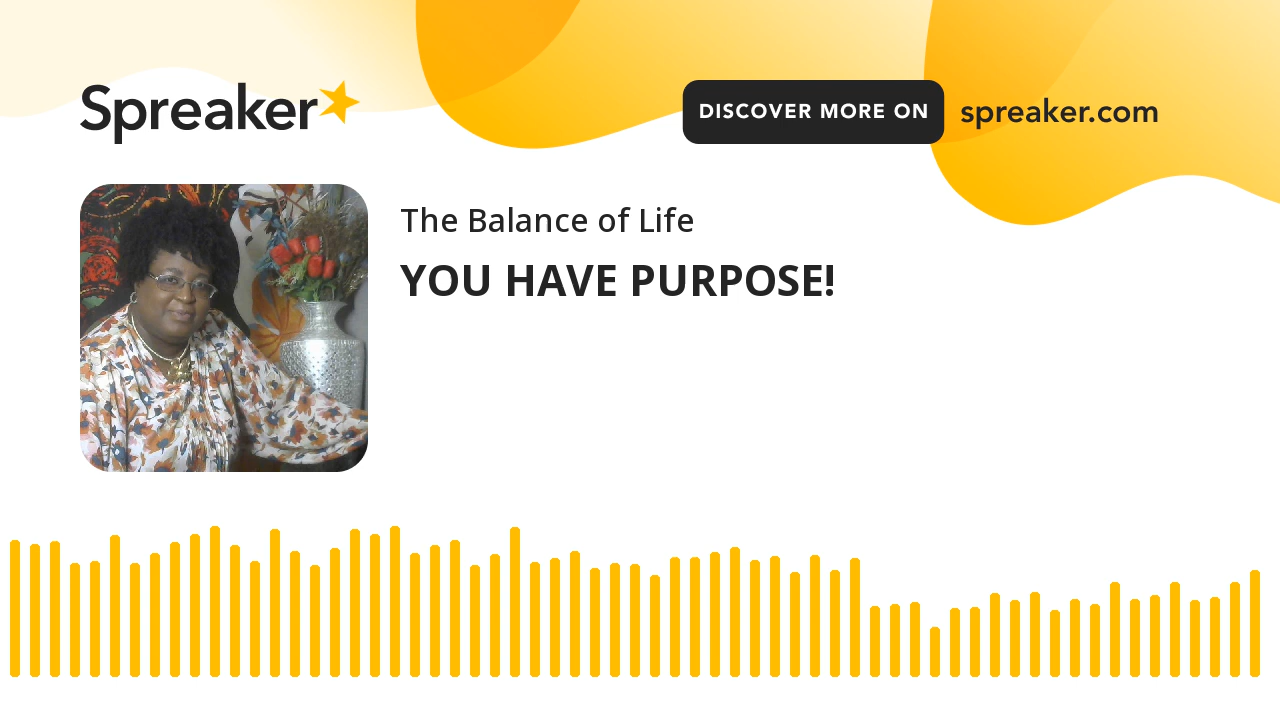 Spreaker
DISCOVER MORE ON spreaker.com
The Balance of Life
YOU HAVE PURPOSE!